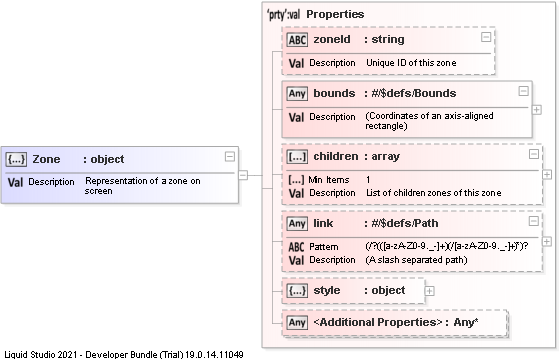 'prty':val Properties
ABC zoneId : string
Val Description Unique ID of this zone
Any bounds : #/$defs/Bounds
Val Description (Coordinates of an axis-aligned rectangle)
{...} Zone : object
Val Description Representation of a zone on screen
[...] children : array
[...] Min Items 1
Val Description List of children zones of this zone
Any link : #/$defs/Path
ABC Pattern (/?(([a-zA-Z0-9._-]+)(/[a-zA-Z0-9._-]+)*)?
Val Description (A slash separated path)
{...} style : object
Any <Additional Properties> : Any*
Liquid Studio 2021 - Developer Bundle (Trial) 19.0.14.11049